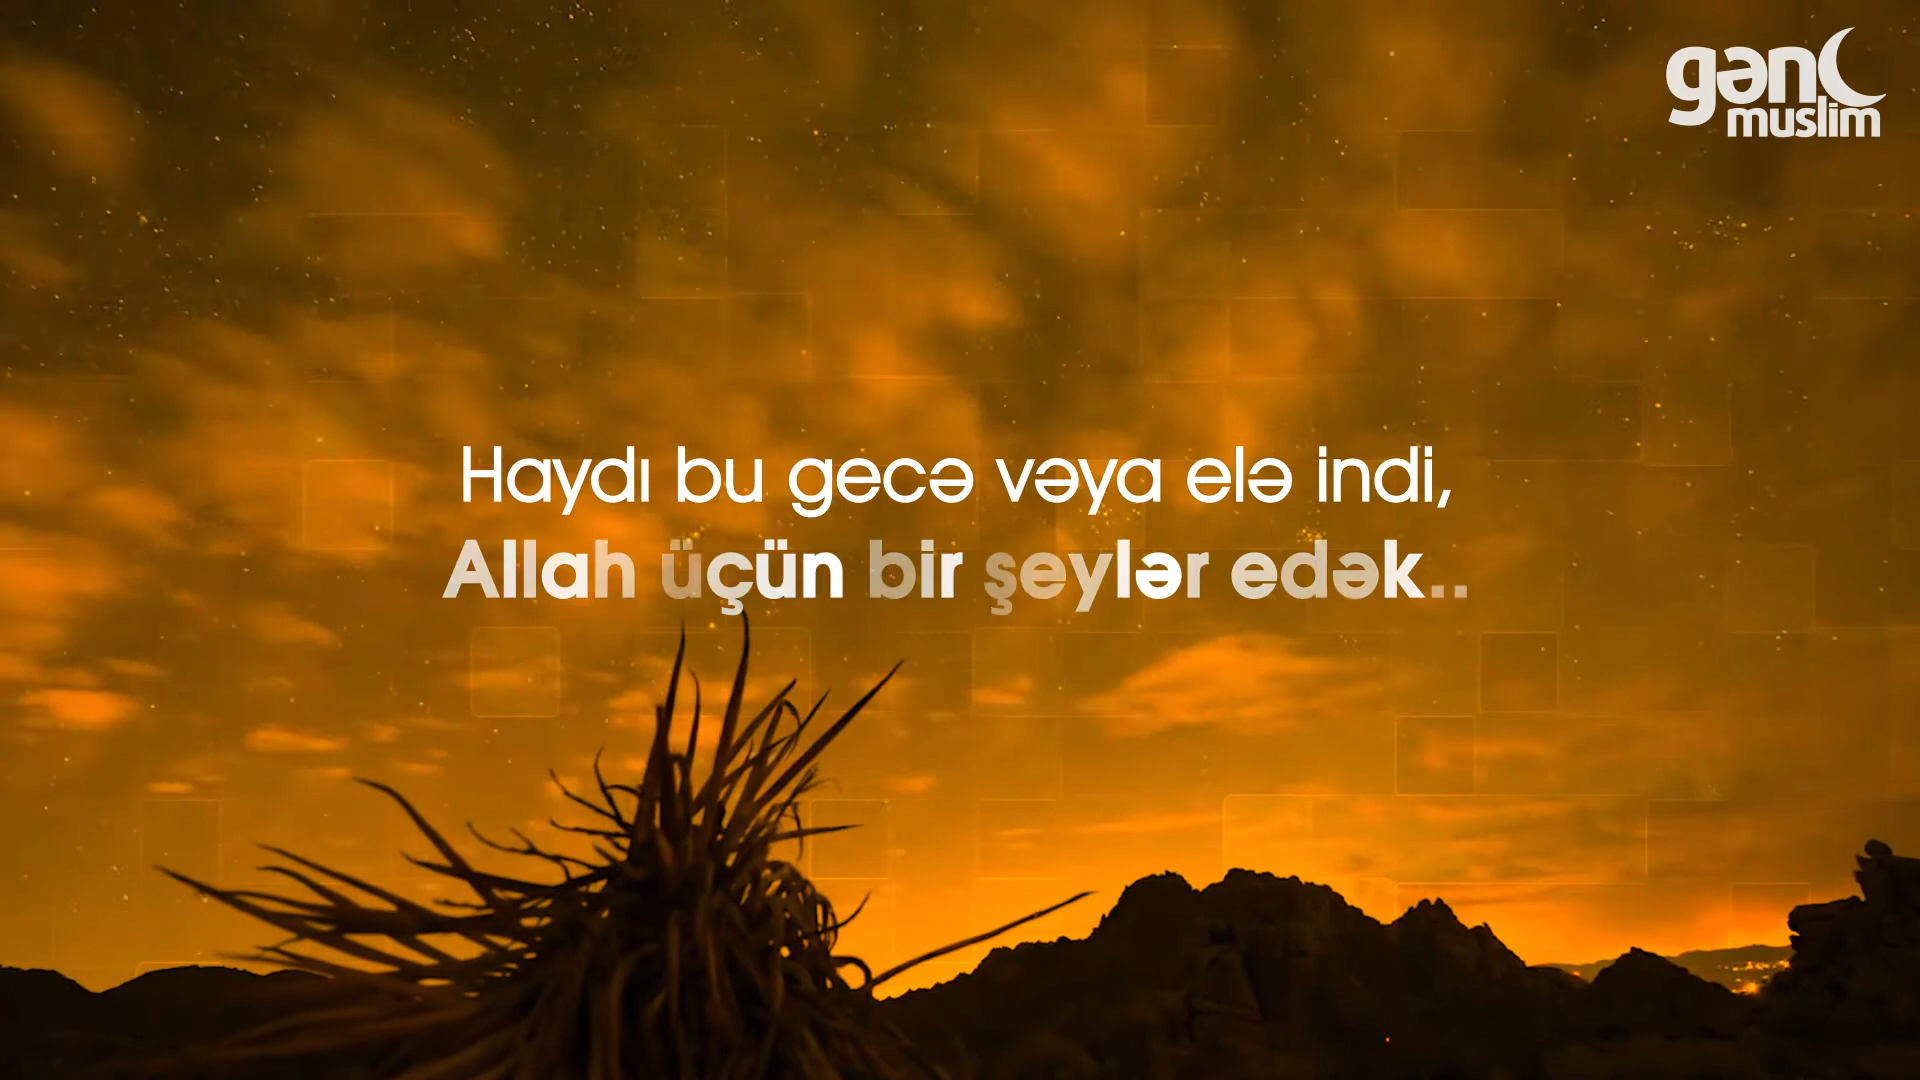 gənc
muslim
Haydı bu gecə vəya elə indi,
Allah üçün bir şeylər edək..